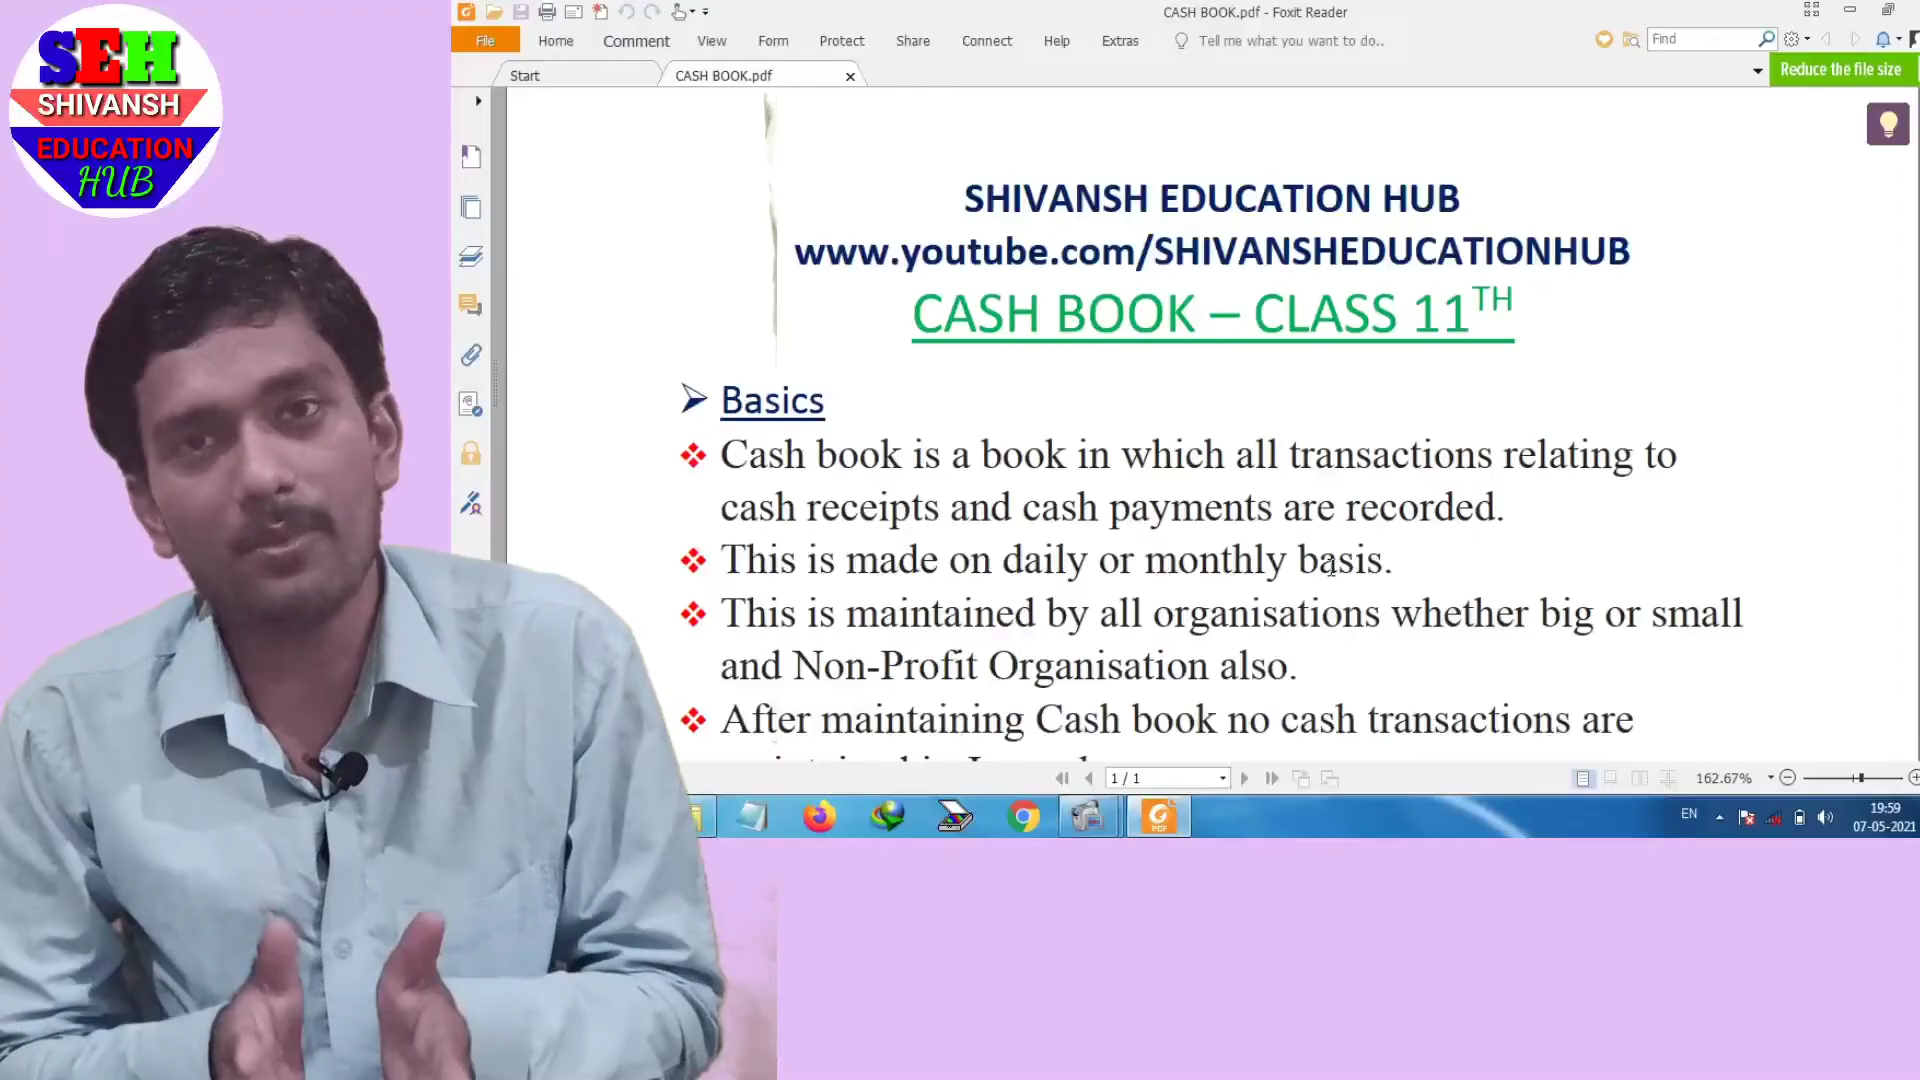 SEH
SHIVANSH
EDUCATION
HUB
CASH BOOK.pdf - Foxit Reader
File Home Comment View Form Protect Share Connect Help Extras Tell me what you want to do.. Find
Start CASH BOOK.pdf
Reduce the file size
SHIVANSH EDUCATION HUB
www.youtube.com/SHIVANSHEDUCATIONHUB
CASH BOOK – CLASS 11TH
Basics
Cash book is a book in which all transactions relating to
cash receipts and cash payments are recorded.
This is made on daily or monthly basis.
This is maintained by all organisations whether big or small
and Non-Profit Organisation also.
After maintaining Cash book no cash transactions are
1 / 1 162.67%
EN 19:59
07-05-2021
PDF